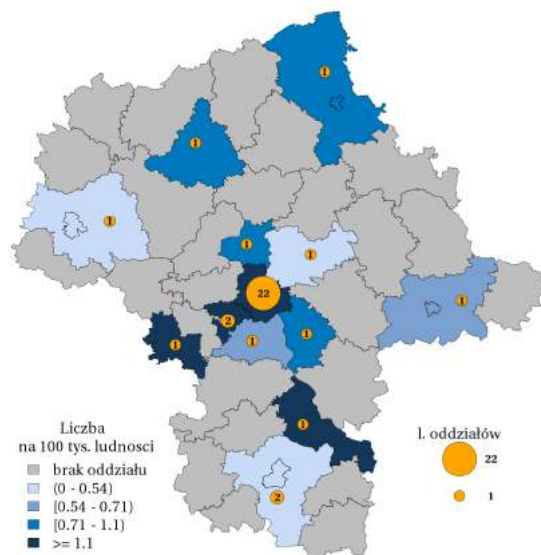 1
1
1
1
1
22
1
2
1
1
1
1
2
Liczba
na 100 tys. ludnosci
brak oddziału
(0 - 0.54)
[0.54 - 0.71)
[0.71 - 1.1)
>= 1.1
l. oddziałów
22
1